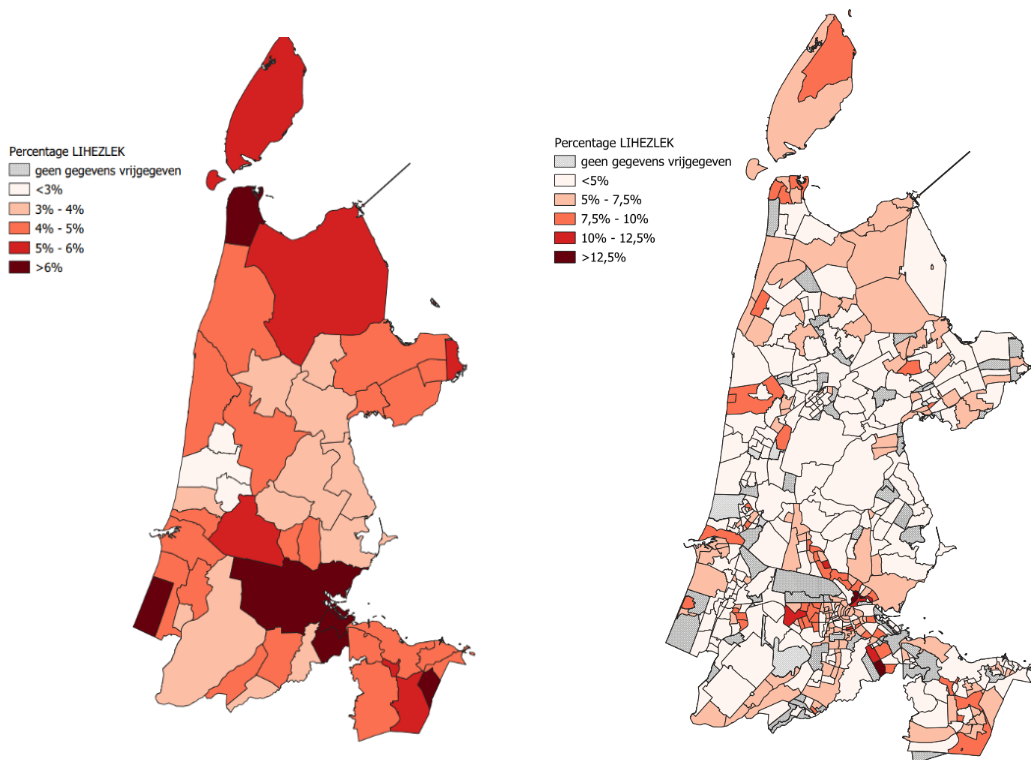 Percentage LIHEZLEK
geen gegevens vrijgegeven
<3%
3% - 4%
4% - 5%
5% - 6%
>6%
Percentage LIHEZLEK
geen gegevens vrijgegeven
<5%
5% - 7,5%
7,5% - 10%
10% - 12,5%
>12,5%